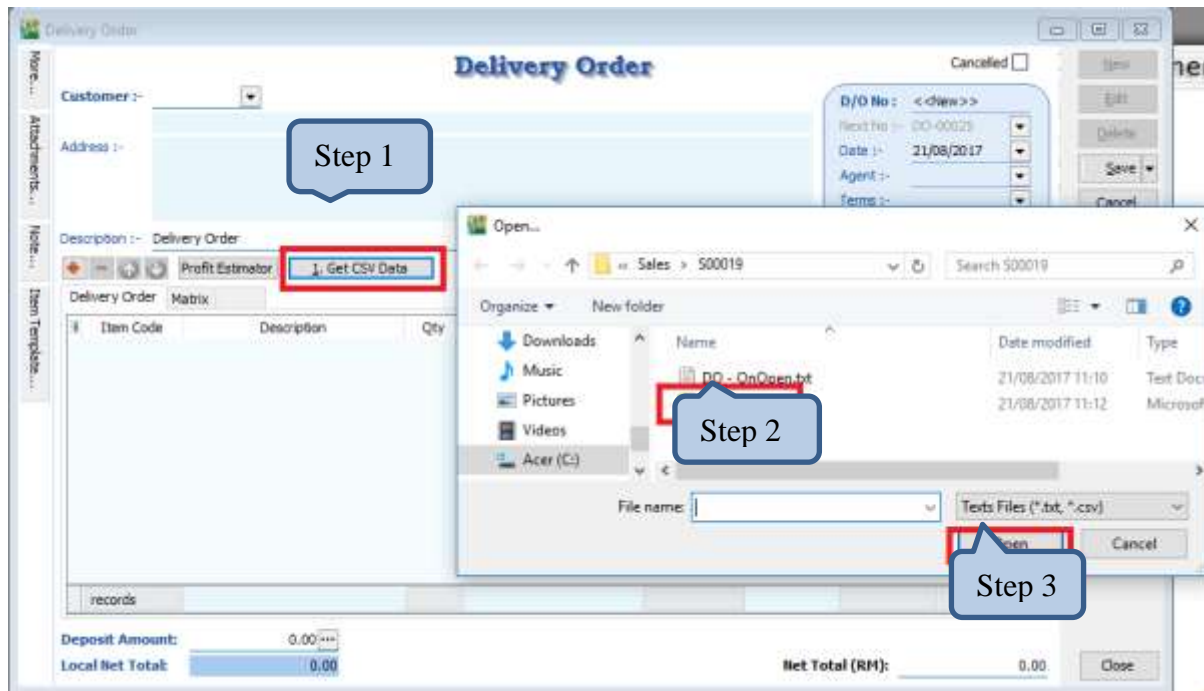 Delivery Order
Delivery Order
Cancelled
New
Edit
Delete
Save
Cancel
Close
More...
Attachments...
Note...
Item Template...
Customer :-
Address :-
D/O No : <<New>>
Next No :- DO-00025
Date :- 21/08/2017
Agent :-
Terms :-
Step 1
Description :- Delivery Order
Profit Estimator
1. Get CSV Data
Delivery Order Matrix
Item Code Description Qty
Open...
« Sales > S00019
Search S00019
Organize New folder
Downloads
Music
Pictures
Videos
Acer (C:)
Name Date modified Type
DO - OnOpen.txt 21/08/2017 11:10 Text Doc
21/08/2017 11:12 Microsof
Step 2
File name:
Texts Files (*.txt, *.csv)
Open Cancel
Step 3
records
Deposit Amount: 0.00
Local Net Total: 0.00
Net Total (RM): 0.00